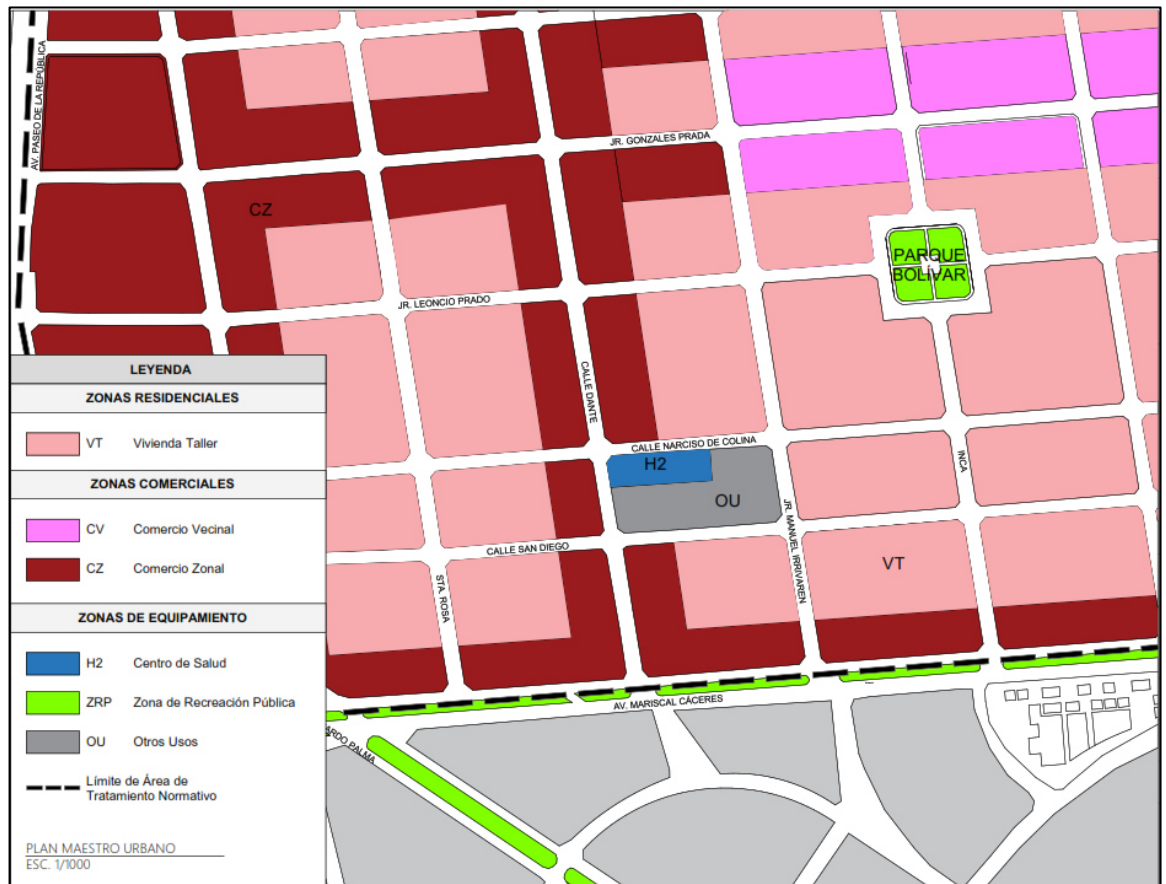 AV. PASEO DE LA REPÚBLICA
JR. GONZALES PRADA
CZ
PARQUE
BOLÍVAR
JR. LEONCIO PRADO
CALLE DANTE
CALLE NARCISO DE COLINA
H2
OU
INCA
JR. MANUEL IRRIVAREN
CALLE SAN DIEGO
STA. ROSA
VT
AV. MARISCAL CÁCERES
ARDO PALMA
LEYENDA
ZONAS RESIDENCIALES
VT Vivienda Taller
ZONAS COMERCIALES
CV Comercio Vecinal
CZ Comercio Zonal
ZONAS DE EQUIPAMIENTO
H2 Centro de Salud
ZRP Zona de Recreación Pública
OU Otros Usos
Límite de Área de
Tratamiento Normativo
PLAN MAESTRO URBANO
ESC. 1/1000